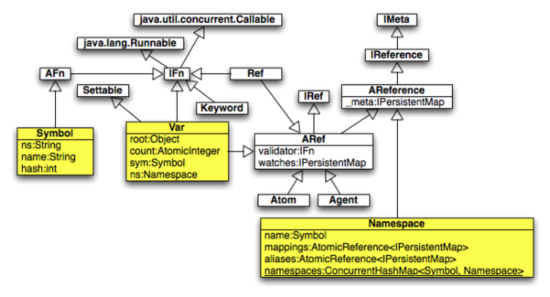 java.util.concurrent.Callable
IMeta
java.lang.Runnable
IReference
AFn
IFn
Ref
AReference
_meta:IPersistentMap
Settable
Keyword
IRef
Symbol
ns:String
name:String
hash:int
Var
root:Object
count:AtomicInteger
sym:Symbol
ns:Namespace
ARef
validator:IFn
watches:IPersistentMap
Atom
Agent
Namespace
name:Symbol
mappings:AtomicReference<IPersistentMap>
aliases:AtomicReference<IPersistentMap>
namespaces:ConcurrentHashMap<Symbol, Namespace>